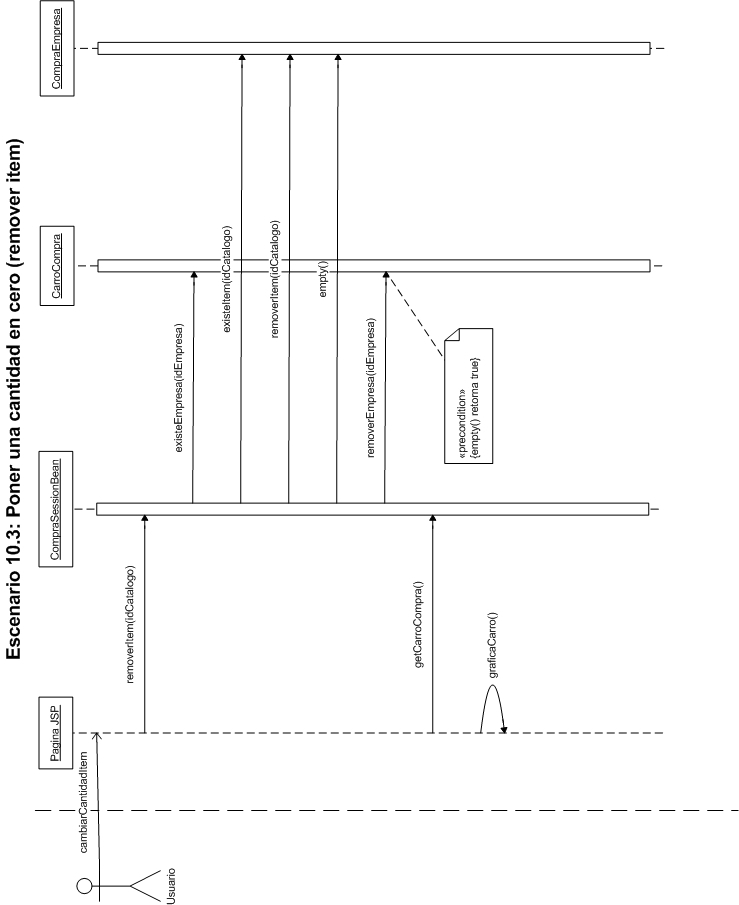 Escenario 10.3: Poner una cantidad en cero (remover item)
Pagina JSP
CompraSessionBean
CarroCompra
CompraEmpresa
Usuario
cambiarCantidadItem
removerItem(idCatalogo)
existeEmpresa(idEmpresa)
existeItem(idCatalogo)
removerItem(idCatalogo)
empty()
removerEmpresa(idEmpresa)
«precondition»
{empty() retorna true}
getCarroCompra()
graficaCarro()